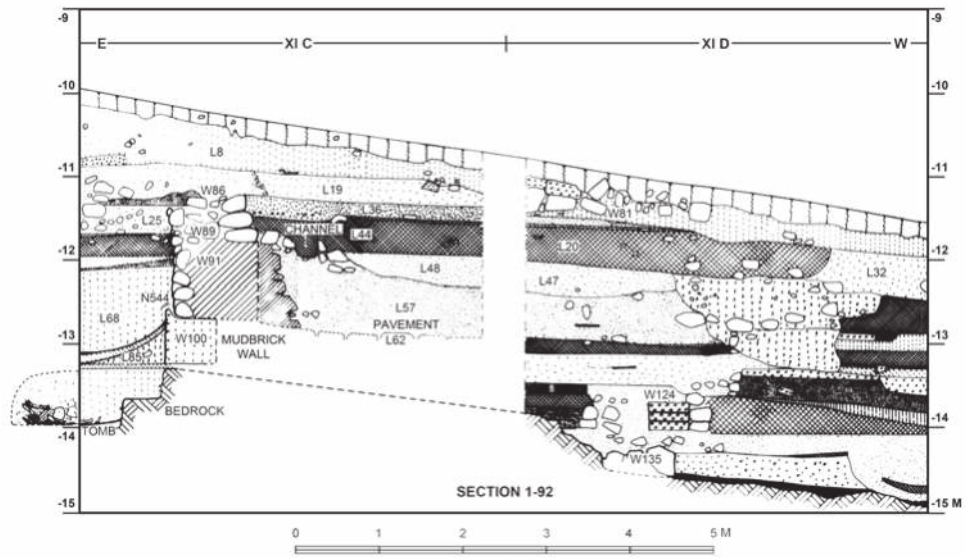 -9 -9
E XI C XI D W
-10 -10
L8
-11 -11
W86 L19
L36 W81
L25 W89 CHANNEL L44 L20
-12 -12
W91 L48 L47 L32
N544
L68 L57
PAVEMENT
-13 -13
W100 MUDBRICK L62
WALL
L85
W124
BEDROCK
-14 TOMB -14
W135
SECTION 1-92
-15 -15 M
0 1 2 3 4 5 M